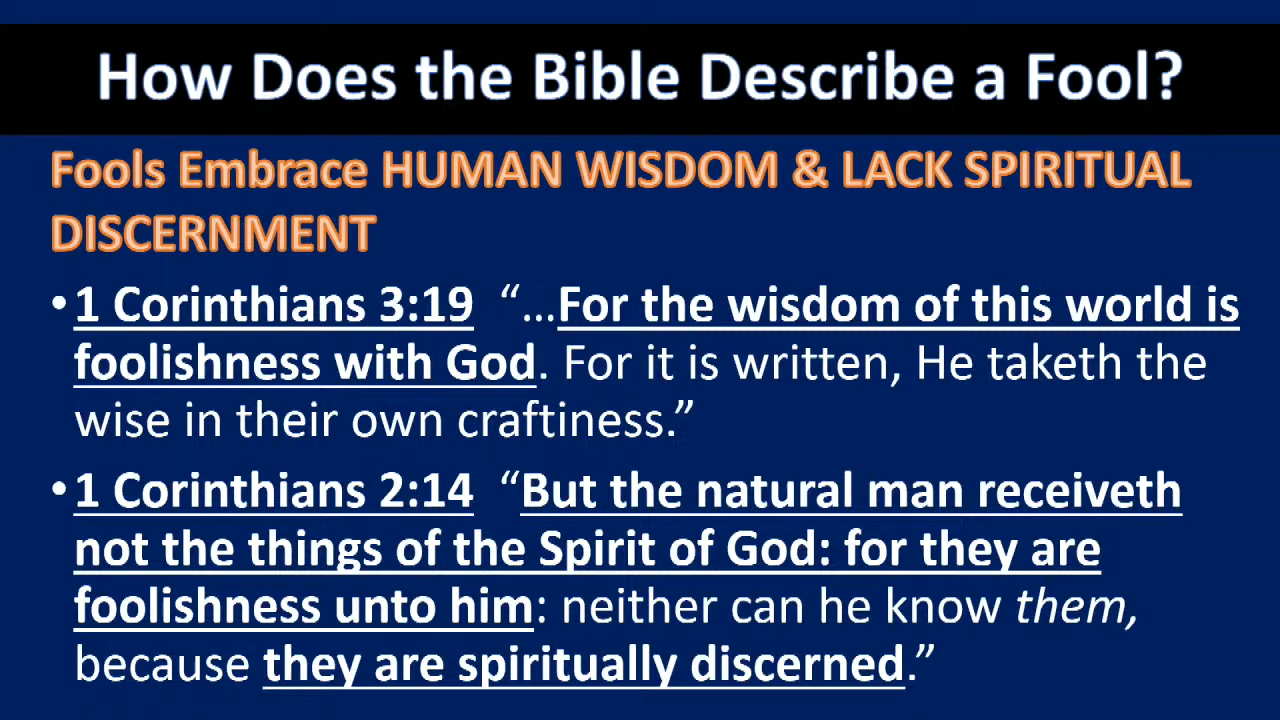 How Does the Bible Describe a Fool?
Fools Embrace HUMAN WISDOM & LACK SPIRITUAL
DISCERNMENT
•1 Corinthians 3:19 “…For the wisdom of this world is
foolishness with God. For it is written, He taketh the
wise in their own craftiness.”
•1 Corinthians 2:14 “But the natural man receiveth
not the things of the Spirit of God: for they are
foolishness unto him: neither can he know them,
because they are spiritually discerned.”